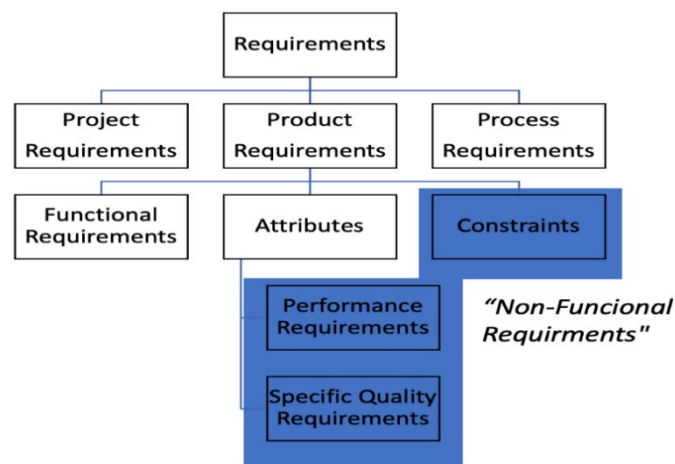 Requirements
Project
Requirements
Product
Requirements
Process
Requirements
Functional
Requirements
Attributes
Constraints
Performance
Requirements
“Non-Funcional
Requirments"
Specific Quality
Requirements